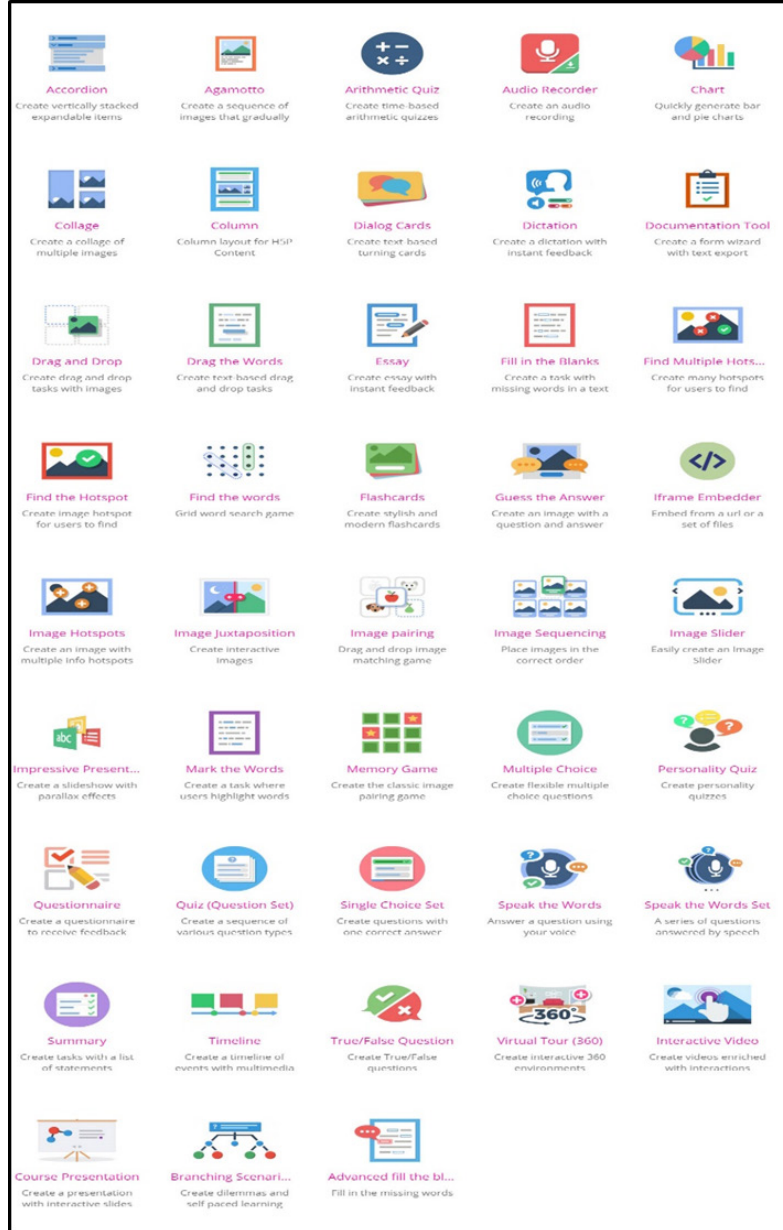 Accordion
Create vertically stacked
expandable items
Agamotto
Create a sequence of
images that gradually
Arithmetic Quiz
Create time-based
arithmetic quizzes
Audio Recorder
Create an audio
recording
Chart
Quickly generate bar
and pie charts
Collage
Create a collage of
multiple images
Column
Column layout for H5P
Content
Dialog Cards
Create text-based
turning cards
Dictation
Create a dictation with
instant feedback
Documentation Tool
Create a form wizard
with text export
Drag and Drop
Create drag and drop
tasks with images
Drag the Words
Create text-based drag
and drop tasks
Essay
Create essay with
instant feedback
Fill in the Blanks
Create a task with
missing words in a text
Find Multiple Hots...
Create many hotspots
for users to find
Find the Hotspot
Create image hotspot
for users to find
Find the words
Grid word search game
Flashcards
Create stylish and
modern flashcards
Guess the Answer
Create an image with a
question and answer
Iframe Embedder
Embed from a url or a
set of files
Image Hotspots
Create an image with
multiple info hotspots
Image Juxtaposition
Create interactive
images
Image pairing
Drag and drop image
matching game
Image Sequencing
Place images in the
correct order
Image Slider
Easily create an Image
Slider
abc
Impressive Present...
Create a slideshow with
parallax effects
Mark the Words
Create a task where
users highlight words
Memory Game
Create the classic image
pairing game
Multiple Choice
Create flexible multiple
choice questions
Personality Quiz
Create personality
quizzes
Questionnaire
Create a questionnaire
to receive feedback
Quiz (Question Set)
Create a sequence of
various question types
Single Choice Set
Create questions with
one correct answer
Speak the Words
Answer a question using
your voice
Speak the Words Set
A series of questions
answered by speech
Summary
Create tasks with a list
of statements
Timeline
Create a timeline of
events with multimedia
True/False Question
Create True/False
questions
360°
Virtual Tour (360)
Create interactive 360
environments
Interactive Video
Create videos enriched
with interactions
Course Presentation
Create a presentation
with interactive slides
Branching Scenari...
Create dilemmas and
self paced learning
Advanced fill the bl...
Fill in the missing words